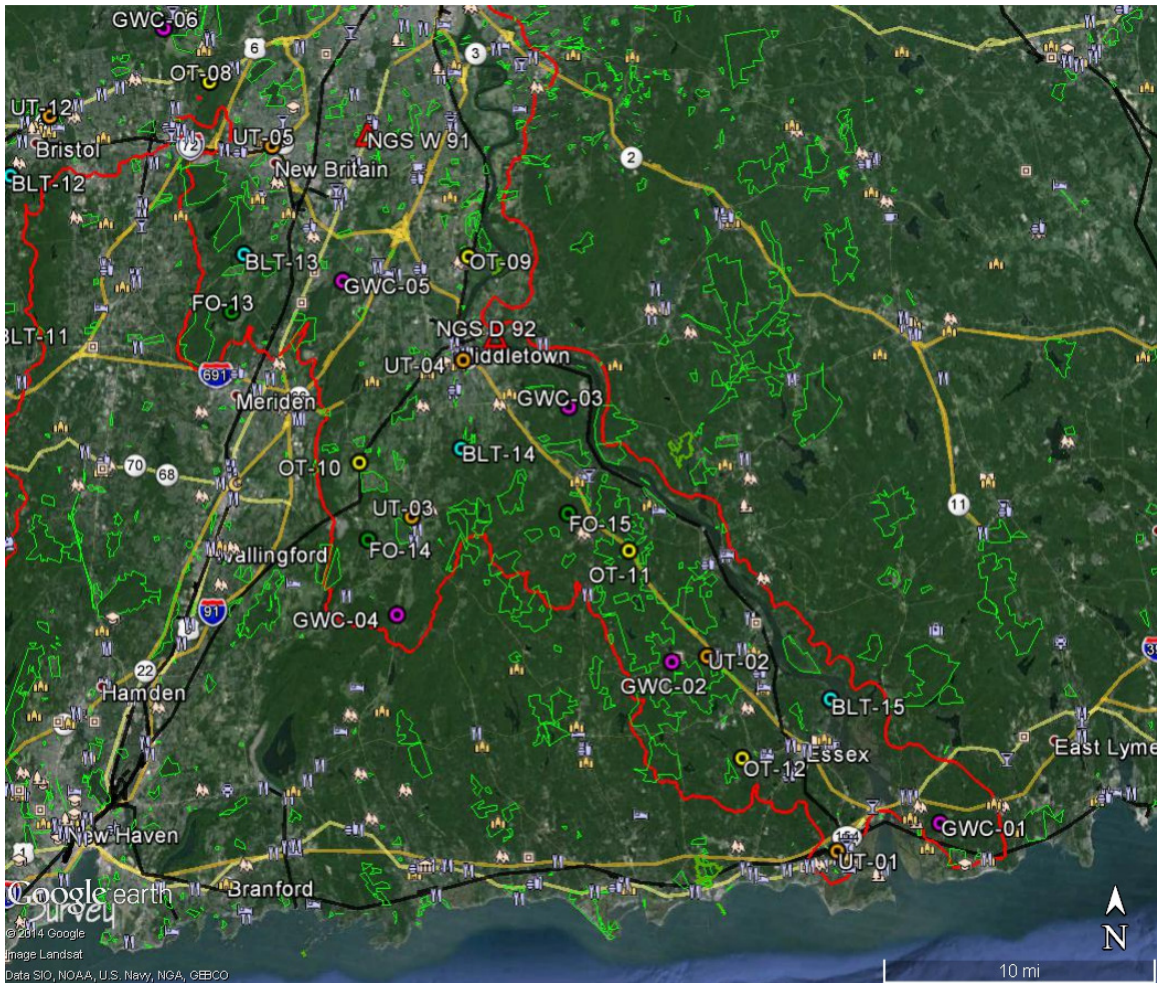 GWC-06
6
3
OT-08
UT-12
UT-05
NGS W 91
Bristol
72
New Britain
2
BLT-12
BLT-13
OT-09
GWC-05
FO-13
NGS D 92
BLT-11
UT-04
iddletown
691
Meriden
GWC-03
BLT-14
OT-10
70
68
11
UT-03
FO-15
FO-14
Wallingford
OT-11
91
GWC-04
22
UT-02
GWC-02
Hamden
BLT-15
East Lyme
Essex
OT-12
New Haven
GWC-01
154
UT-01
Branford
Google earth
Survey
© 2014 Google
Image Landsat
Data SIO, NOAA, U.S. Navy, NGA, GEBCO
N
10 mi